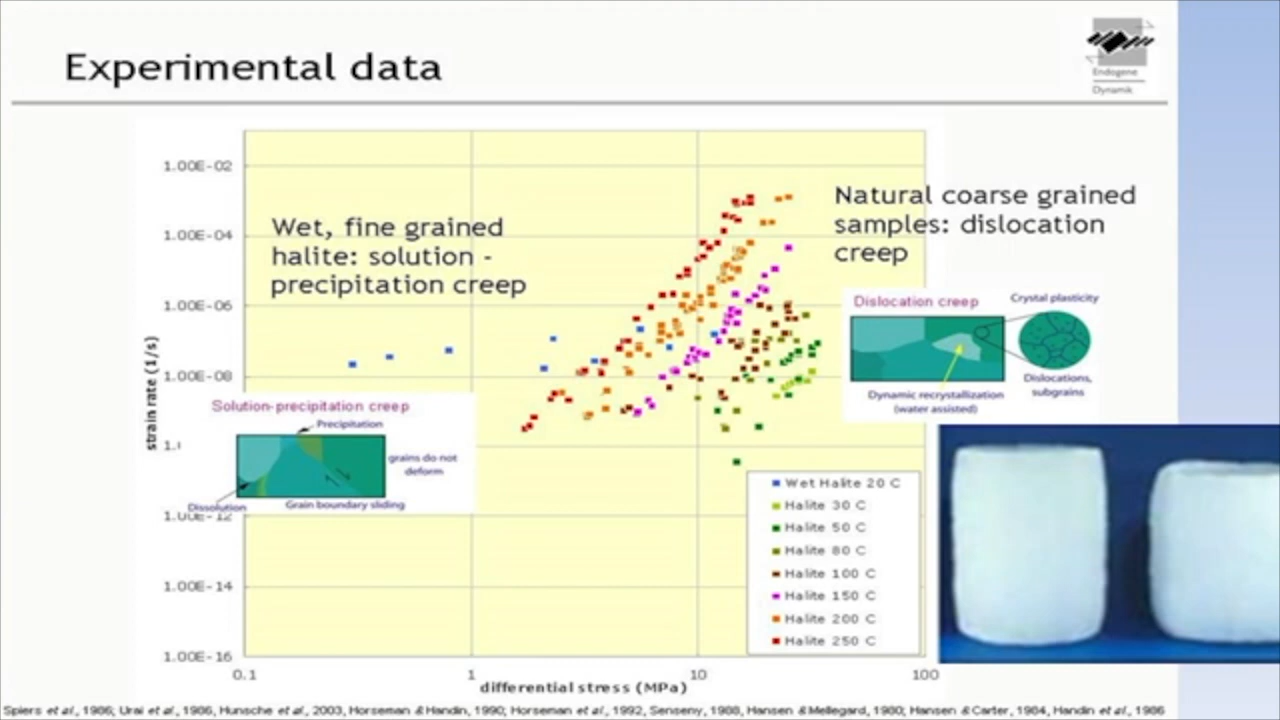 Experimental data
Endogene
Dynamik
1.00E-02
1.00E-04
1.00E-06
1.00E-08
1.00E-12
1.00E-14
1.00E-16
strain rate (1/s)
0.1
1
10
100
differential stress (MPa)
Wet, fine grained
halite: solution -
precipitation creep
Natural coarse grained
samples: dislocation
creep
Solution-precipitation creep
Precipitation
grains do not
deform
Dissolution
Grain boundary sliding
Dislocation creep
Crystal plasticity
Dynamic recrystallization
(water assisted)
Dislocations,
subgrains
Wet Halite 20 C
Halite 30 C
Halite 50 C
Halite 80 C
Halite 100 C
Halite 150 C
Halite 200 C
Halite 250 C
Spiers et al., 1986; Urai et al., 1986, Hunsche et al., 2003, Horseman & Handin, 1990; Horseman et al., 1992, Senseny, 1988, Hansen & Mellegard, 1980; Hansen & Carter, 1984, Handin et al., 1986